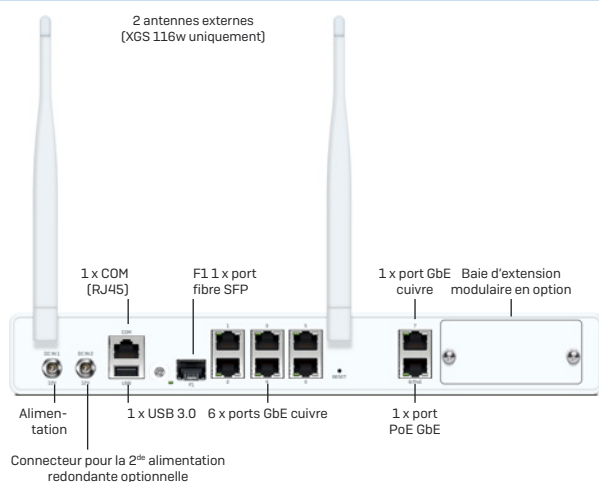 2 antennes externes
(XGS 116w uniquement)
1 x COM
(RJ45)
F1 1 x port
fibre SFP
1 x port GbE
cuivre
Baie d'extension
modulaire en option
COM
1
3
5
7
DC IN 1
DC IN 2
12V
12V
USB
F1
2
4
6
RESET
8/PoE
Alimen-
tation
1 x USB 3.0
6 x ports GbE cuivre
1 x port
PoE GbE
Connecteur pour la 2de alimentation
redondante optionnelle